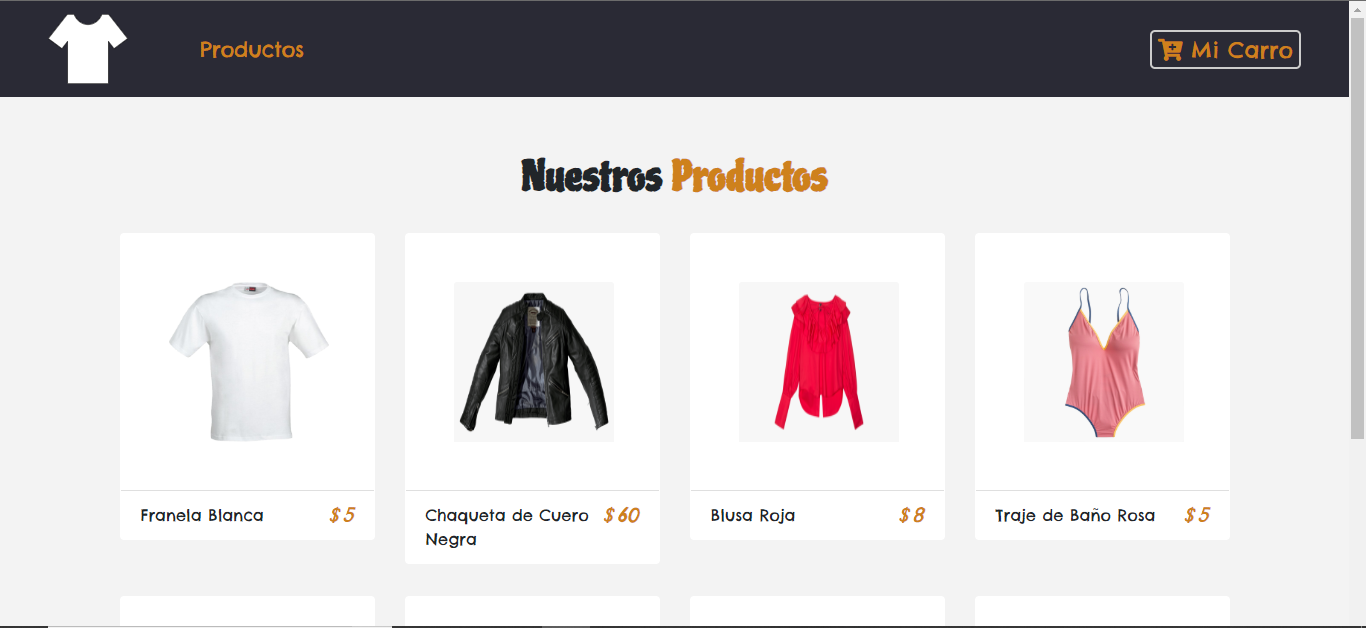 Productos
Mi Carro
Nuestros Productos
Franela Blanca $ 5
Chaqueta de Cuero $ 60
Negra
Blusa Roja $ 8
Traje de Baño Rosa $ 5